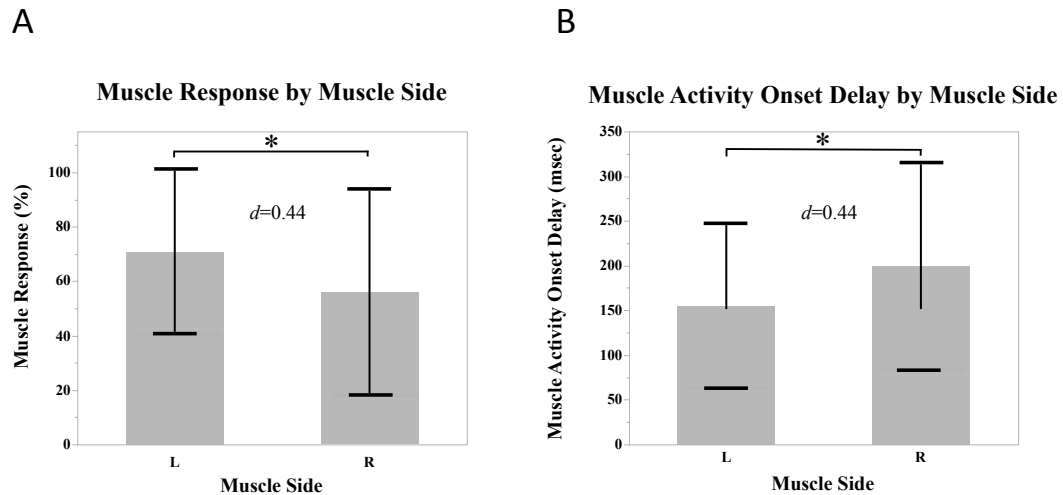 A
B
Muscle Response by Muscle Side
Muscle Response (%)
100
80
60
40
20
0
*
d=0.44
L
R
Muscle Side
Muscle Activity Onset Delay by Muscle Side
Muscle Activity Onset Delay (msec)
350
300
250
200
150
100
50
0
*
d=0.44
L
R
Muscle Side